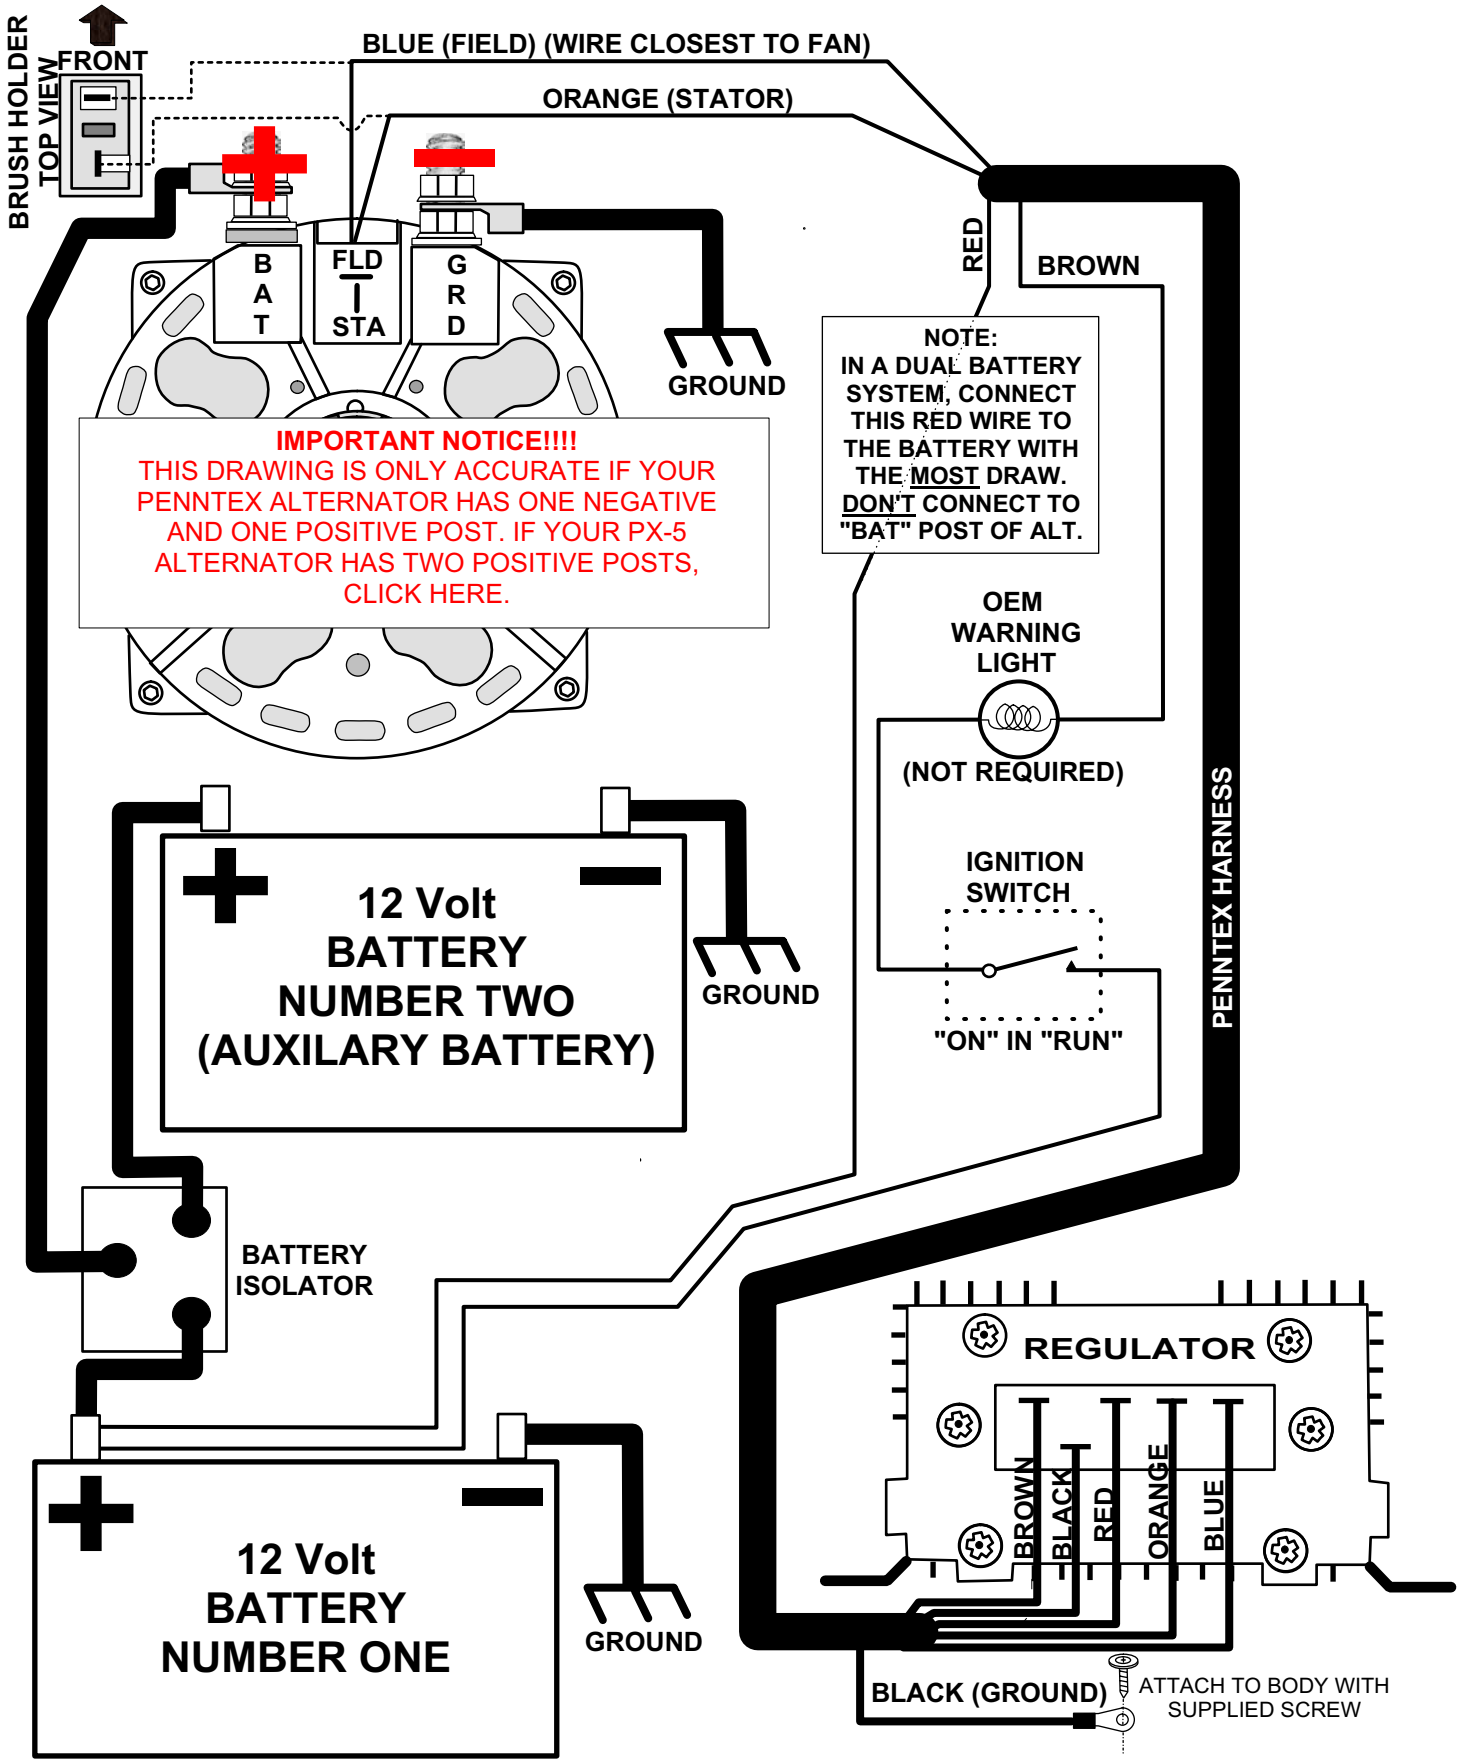 BRUSH HOLDER
TOP VIEW
FRONT
BLUE (FIELD) (WIRE CLOSEST TO FAN)
ORANGE (STATOR)
RED
BROWN
BAT
FLD
STA
GRD
GROUND
NOTE:
IN A DUAL BATTERY
SYSTEM, CONNECT
THIS RED WIRE TO
THE BATTERY WITH
THE MOST DRAW.
DON'T CONNECT TO
"BAT" POST OF ALT.
IMPORTANT NOTICE!!!!
THIS DRAWING IS ONLY ACCURATE IF YOUR
PENNTEX ALTERNATOR HAS ONE NEGATIVE
AND ONE POSITIVE POST. IF YOUR PX-5
ALTERNATOR HAS TWO POSITIVE POSTS,
CLICK HERE.
OEM
WARNING
LIGHT
(NOT REQUIRED)
IGNITION
SWITCH
"ON" IN "RUN"
PENNTEX HARNESS
12 Volt
BATTERY
NUMBER TWO
(AUXILARY BATTERY)
GROUND
BATTERY
ISOLATOR
REGULATOR
BROWN
BLACK
RED
ORANGE
BLUE
12 Volt
BATTERY
NUMBER ONE
GROUND
BLACK (GROUND)
ATTACH TO BODY WITH
SUPPLIED SCREW